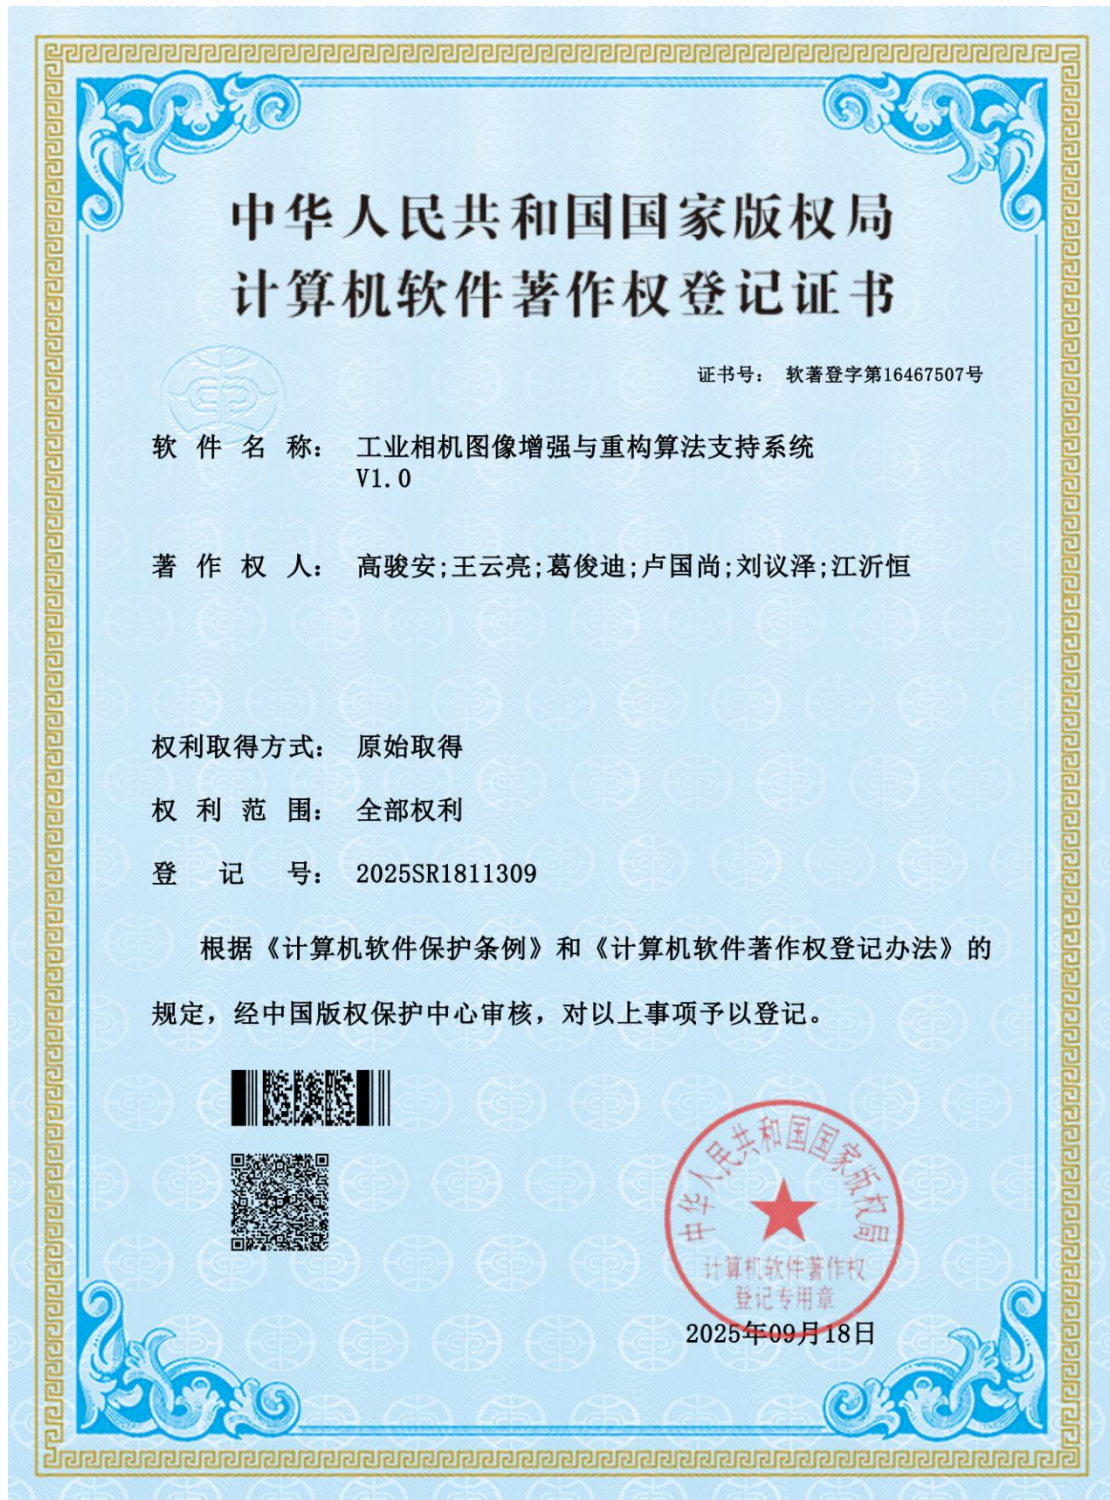 中华人民共和国国家版权局
计算机软件著作权登记证书
证书号： 软著登字第16467507号
软件名称： 工业相机图像增强与重构算法支持系统
V1.0
著作权人： 高骏安;王云亮;葛俊迪;卢国尚;刘议泽;江沂恒
权利取得方式： 原始取得
权利范围： 全部权利
登记号： 2025SR1811309
根据《计算机软件保护条例》和《计算机软件著作权登记办法》的
规定，经中国版权保护中心审核，对以上事项予以登记。
中华人民共和国国家版权局
计算机软件著作权
登记专用章
2025年09月18日